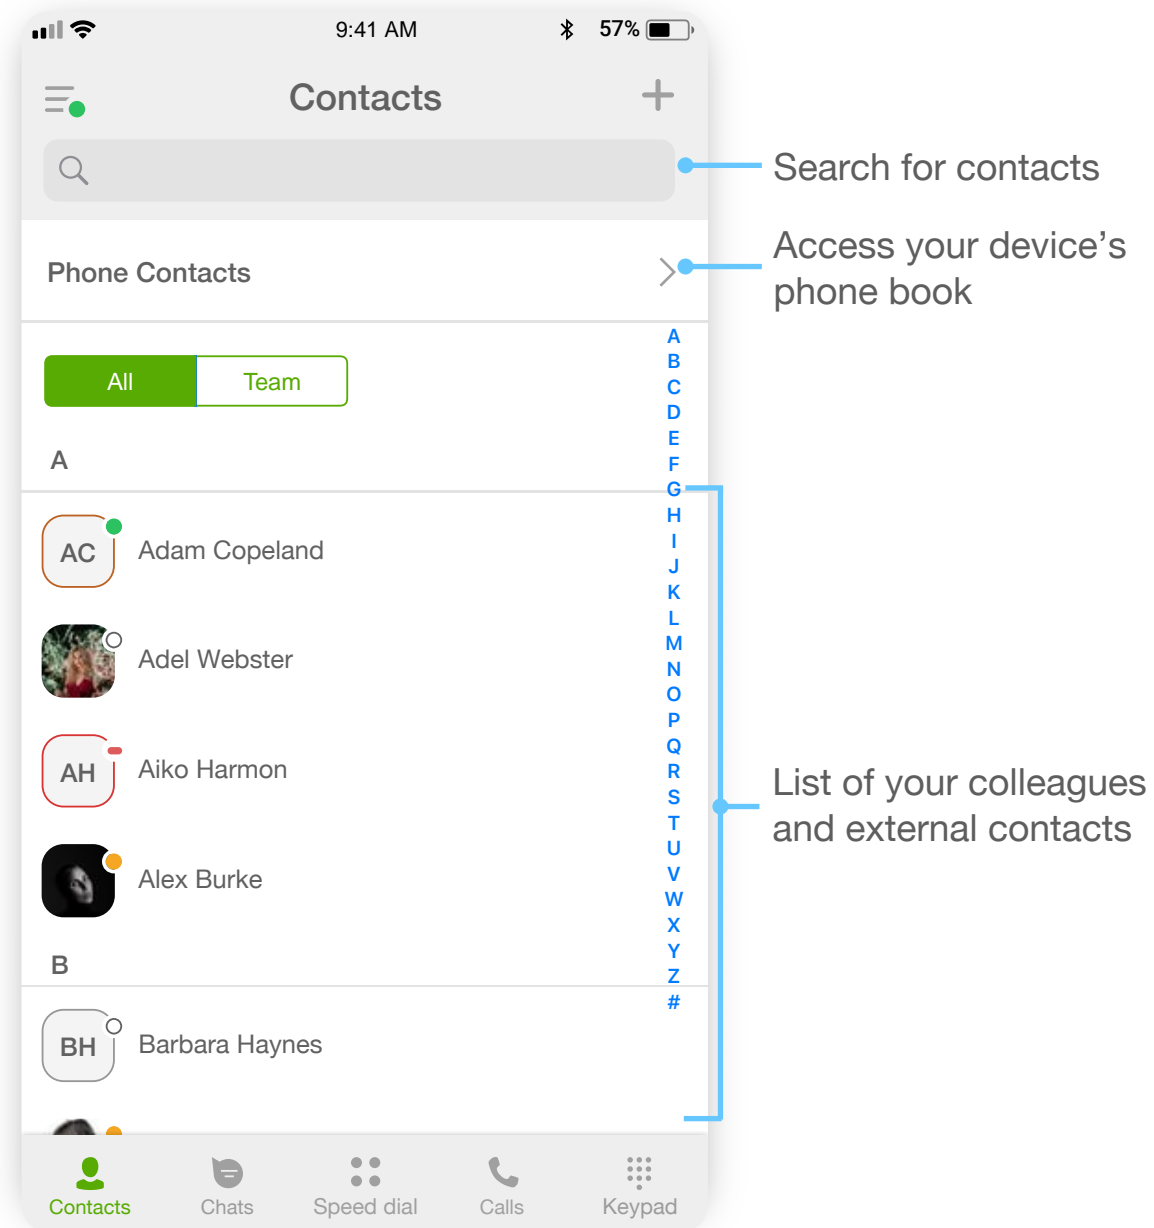 9:41 AM
57%
Contacts
Search for contacts
Access your device's
phone book
Phone Contacts
All
Team
A
AC
Adam Copeland
Adel Webster
AH
Aiko Harmon
Alex Burke
B
BH
Barbara Haynes
A
B
C
D
E
F
G
H
I
J
K
L
M
N
O
P
Q
R
S
T
U
V
W
X
Y
Z
#
List of your colleagues
and external contacts
Contacts
Chats
Speed dial
Calls
Keypad